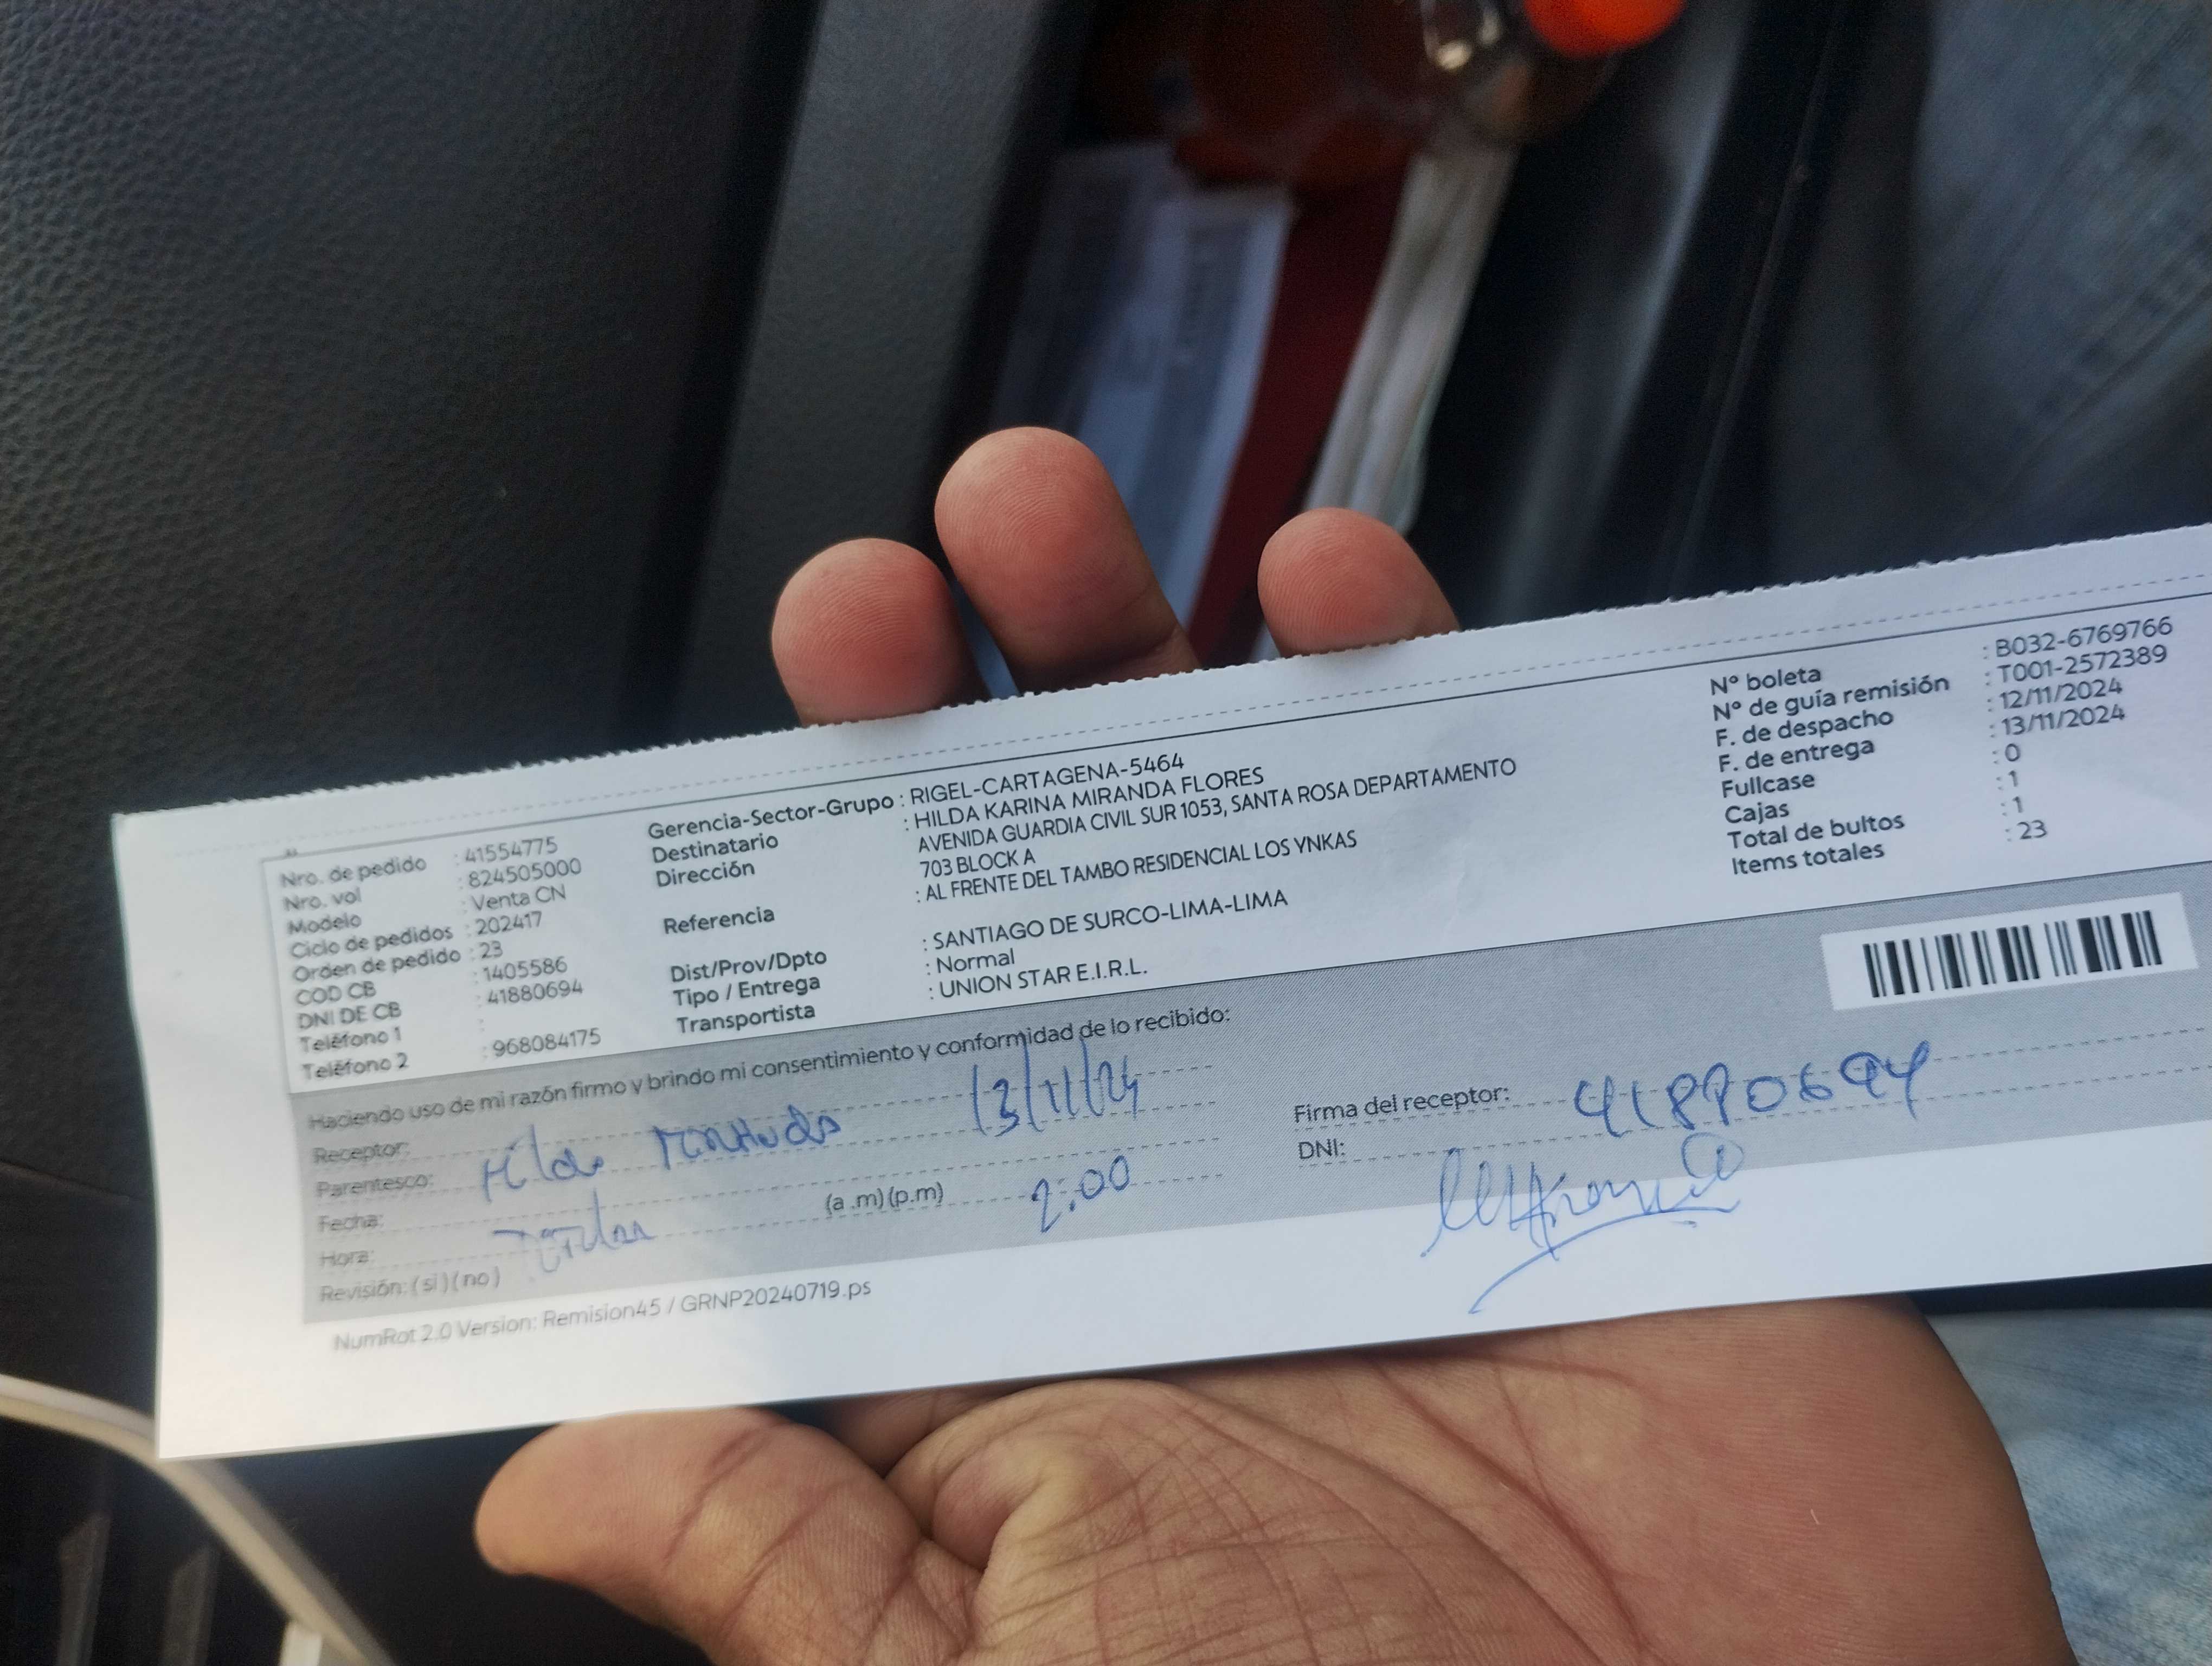 Nro. de pedido : 41554775
Nro. vol : 824505000
Modelo : Venta CN
Ciclo de pedidos : 202417
Orden de pedido : 23
COD CB : 1405586
DNI DE CB : 41880694
Teléfono 1 :
Teléfono 2 : 968084175
Gerencia-Sector-Grupo : RIGEL-CARTAGENA-5464
Destinatario : HILDA KARINA MIRANDA FLORES
Dirección AVENIDA GUARDIA CIVIL SUR 1053, SANTA ROSA DEPARTAMENTO
703 BLOCK A
Referencia : AL FRENTE DEL TAMBO RESIDENCIAL LOS YNKAS
Dist/Prov/Dpto : SANTIAGO DE SURCO-LIMA-LIMA
Tipo / Entrega : Normal
Transportista : UNION STAR E.I.R.L.
N° boleta : B032-6769766
N° de guía remisión : T001-2572389
F. de despacho : 12/11/2024
F. de entrega : 13/11/2024
Fullcase : 0
Cajas : 1
Total de bultos : 1
Items totales : 23
Haciendo uso de mi razón firmo y brindo mi consentimiento y conformidad de lo recibido:
Receptor: Hilda 13/11/24
Parentesco:
Fecha:
Hora: (a .m) (p.m) 2:00
Revisión: (si) (no)
Firma del receptor: 41880694
DNI:
NumRot 2.0 Version: Remision45 / GRNP20240719.ps